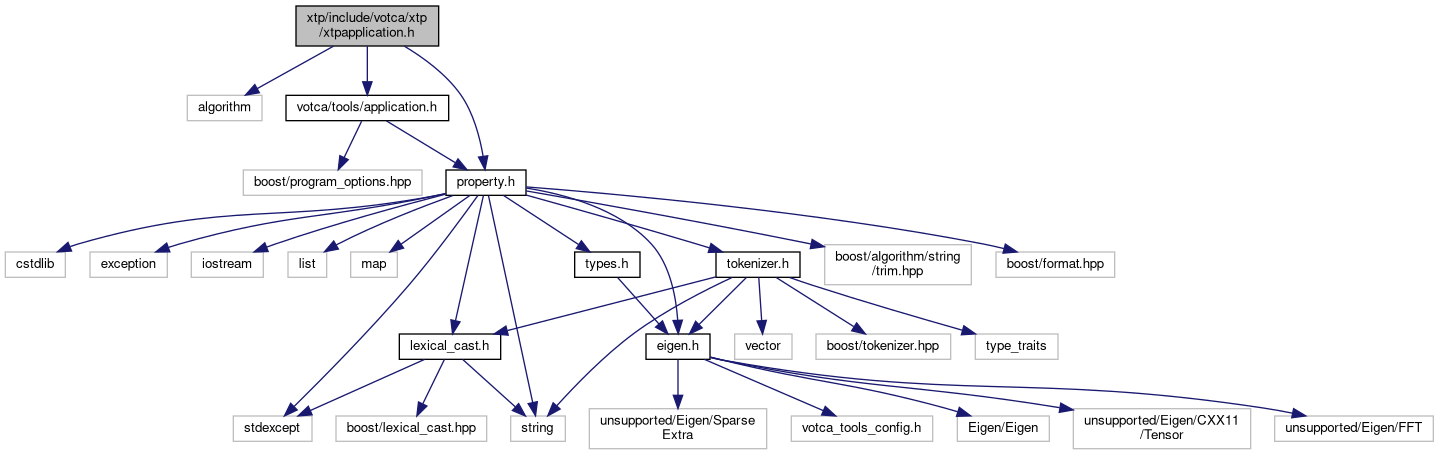 xtp/include/votca/xtp
/xtpapplication.h
algorithm
votca/tools/application.h
boost/program_options.hpp
property.h
cstdlib
exception
iostream
list
map
types.h
tokenizer.h
boost/algorithm/string
/trim.hpp
boost/format.hpp
lexical_cast.h
eigen.h
vector
boost/tokenizer.hpp
type_traits
stdexcept
boost/lexical_cast.hpp
string
unsupported/Eigen/Sparse
Extra
votca_tools_config.h
Eigen/Eigen
unsupported/Eigen/CXX11
/Tensor
unsupported/Eigen/FFT